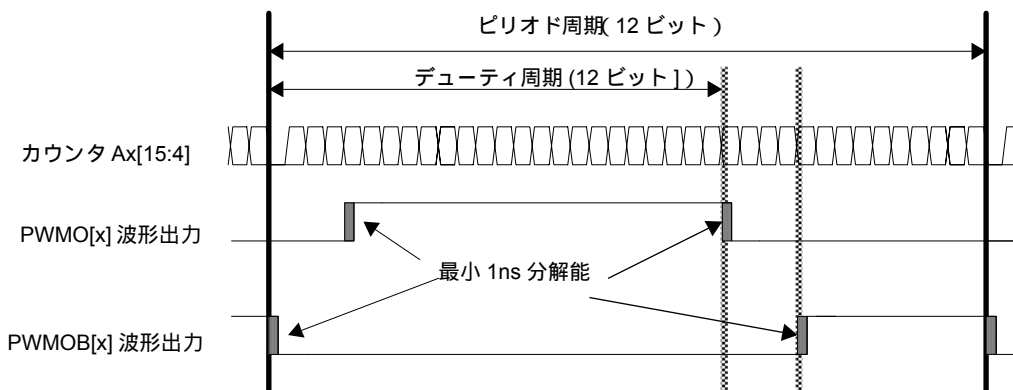 ピリオド周期( 12 ビット )
デューティ周期 (12 ビット ] )
カウンタ Ax[15:4]
PWMO[x] 波形出力
最小 1ns 分解能
PWMOB[x] 波形出力